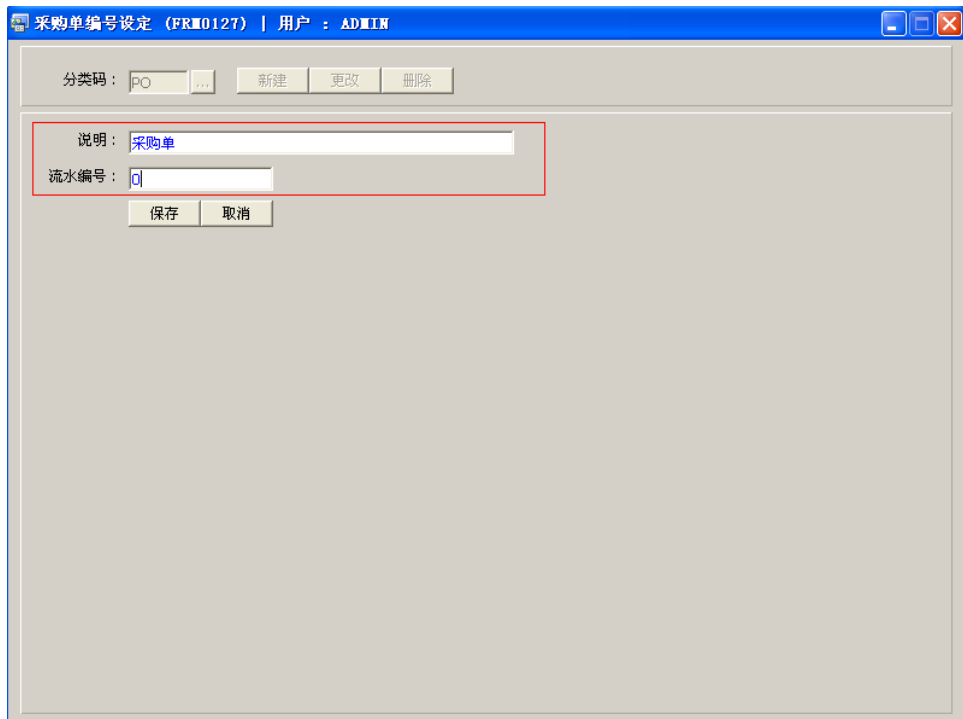 采购单编号设定 (FRM0127) | 用户 : ADMIN
分类码： PO ... 新建 更改 删除
说明： 采购单
流水编号： 0
保存 取消